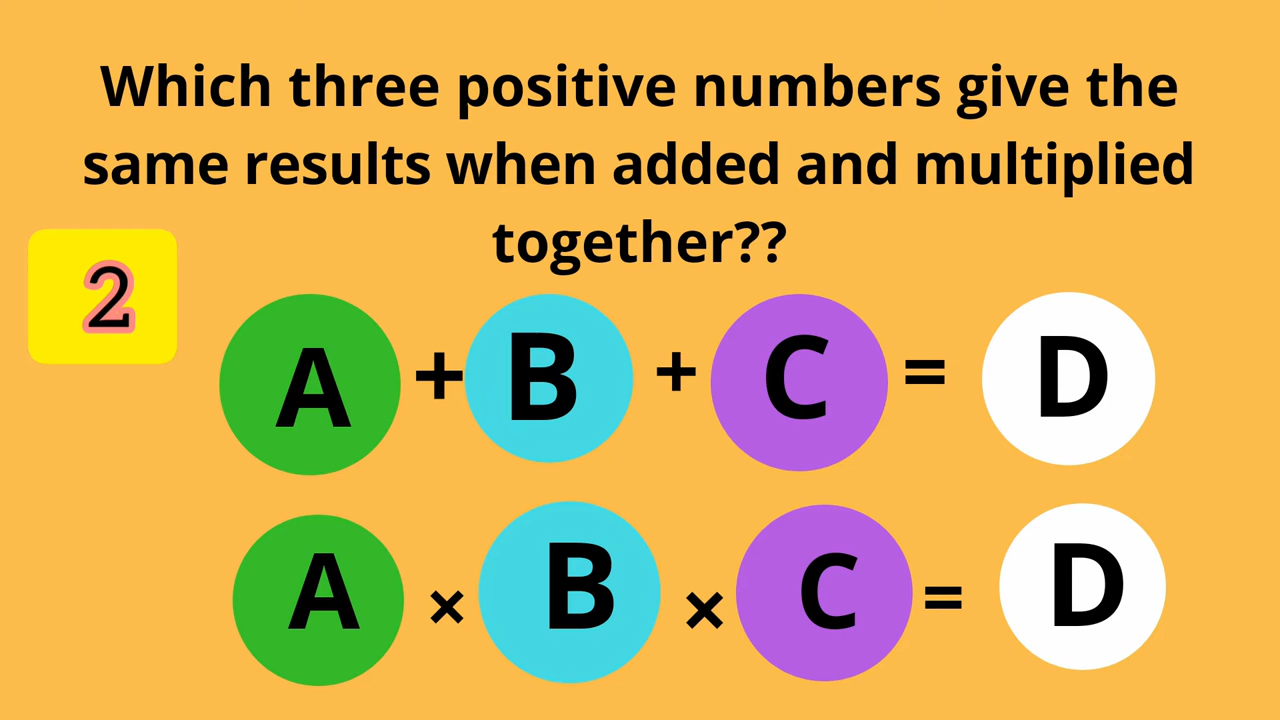 Which three positive numbers give the
same results when added and multiplied
together??
2
A + B + C = D
A × B × C = D